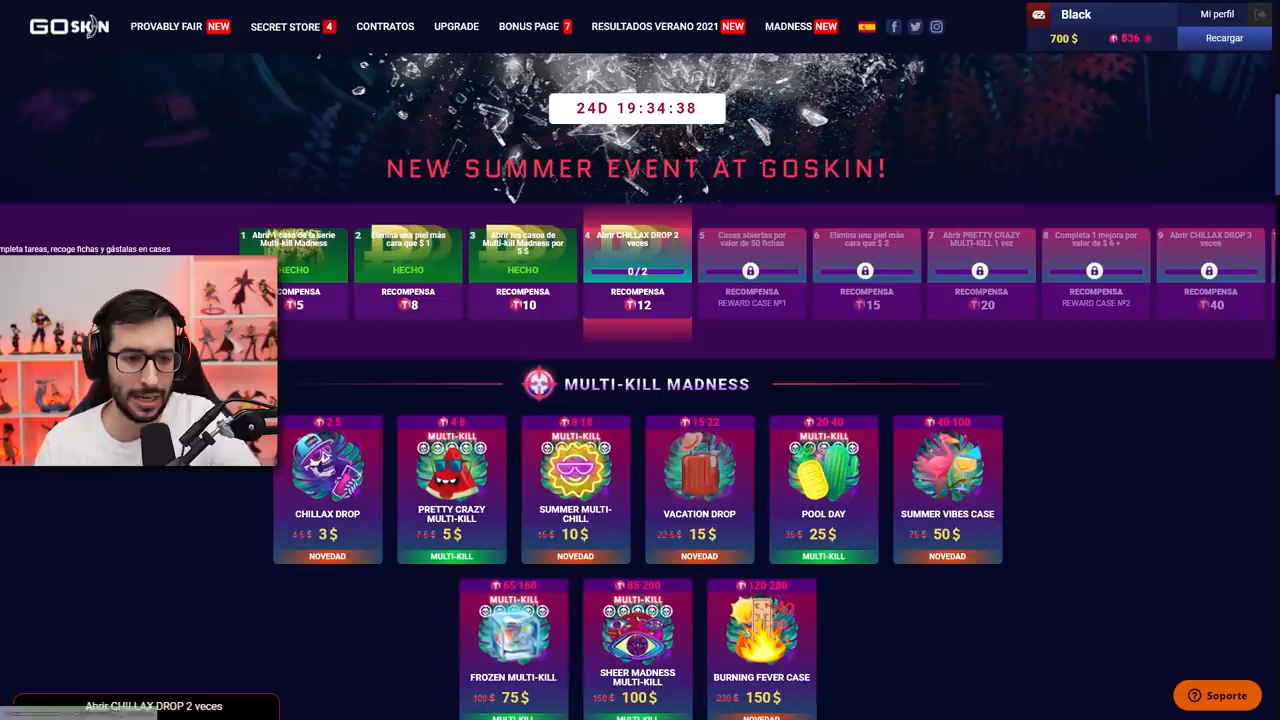 GOSKIN
PROVABLY FAIR NEW
SECRET STORE 4
CONTRATOS
UPGRADE
BONUS PAGE 7
RESULTADOS VERANO 2021 NEW
MADNESS NEW
Black
Mi perfil
700 $
836
Recargar
24D 19:34:38
NEW SUMMER EVENT AT GOSKIN!
mpleta tareas, recoge fichas y gástalas en cases
1 Abrir 1 caso de la serie
Multi-kill Madness
HECHO
COMPENSA
5
2 Elimina una piel más
cara que $ 1
HECHO
RECOMPENSA
8
3 Abrir los casos de
Multi-kill Madness por
5 $
HECHO
RECOMPENSA
10
4 Abrir CHILLAX DROP 2
veces
0 / 2
RECOMPENSA
12
5 Cases abiertas por
valor de 50 fichas
RECOMPENSA
REWARD CASE Nº1
6 Elimina una piel más
cara que $ 2
RECOMPENSA
15
7 Abrir PRETTY CRAZY
MULTI-KILL 1 vez
RECOMPENSA
20
8 Completa 1 mejora por
valor de $ 6 +
RECOMPENSA
REWARD CASE Nº2
9 Abrir CHILLAX DROP 3
veces
RECOMPENSA
40
MULTI-KILL MADNESS
2-5
CHILLAX DROP
4.5 $ 3 $
NOVEDAD
4-8
MULTI-KILL
PRETTY CRAZY
MULTI-KILL
7.5 $ 5 $
MULTI-KILL
8-18
MULTI-KILL
SUMMER MULTI-
CHILL
15 $ 10 $
NOVEDAD
15-22
VACATION DROP
22.5 $ 15 $
NOVEDAD
20-40
MULTI-KILL
POOL DAY
35 $ 25 $
MULTI-KILL
40-100
SUMMER VIBES CASE
75 $ 50 $
NOVEDAD
65-160
MULTI-KILL
FROZEN MULTI-KILL
100 $ 75 $
MULTI-KILL
85-200
MULTI-KILL
SHEER MADNESS
MULTI-KILL
150 $ 100 $
MULTI-KILL
120-280
BURNING FEVER CASE
230 $ 150 $
NOVEDAD
Abrir CHILLAX DROP 2 veces
Soporte